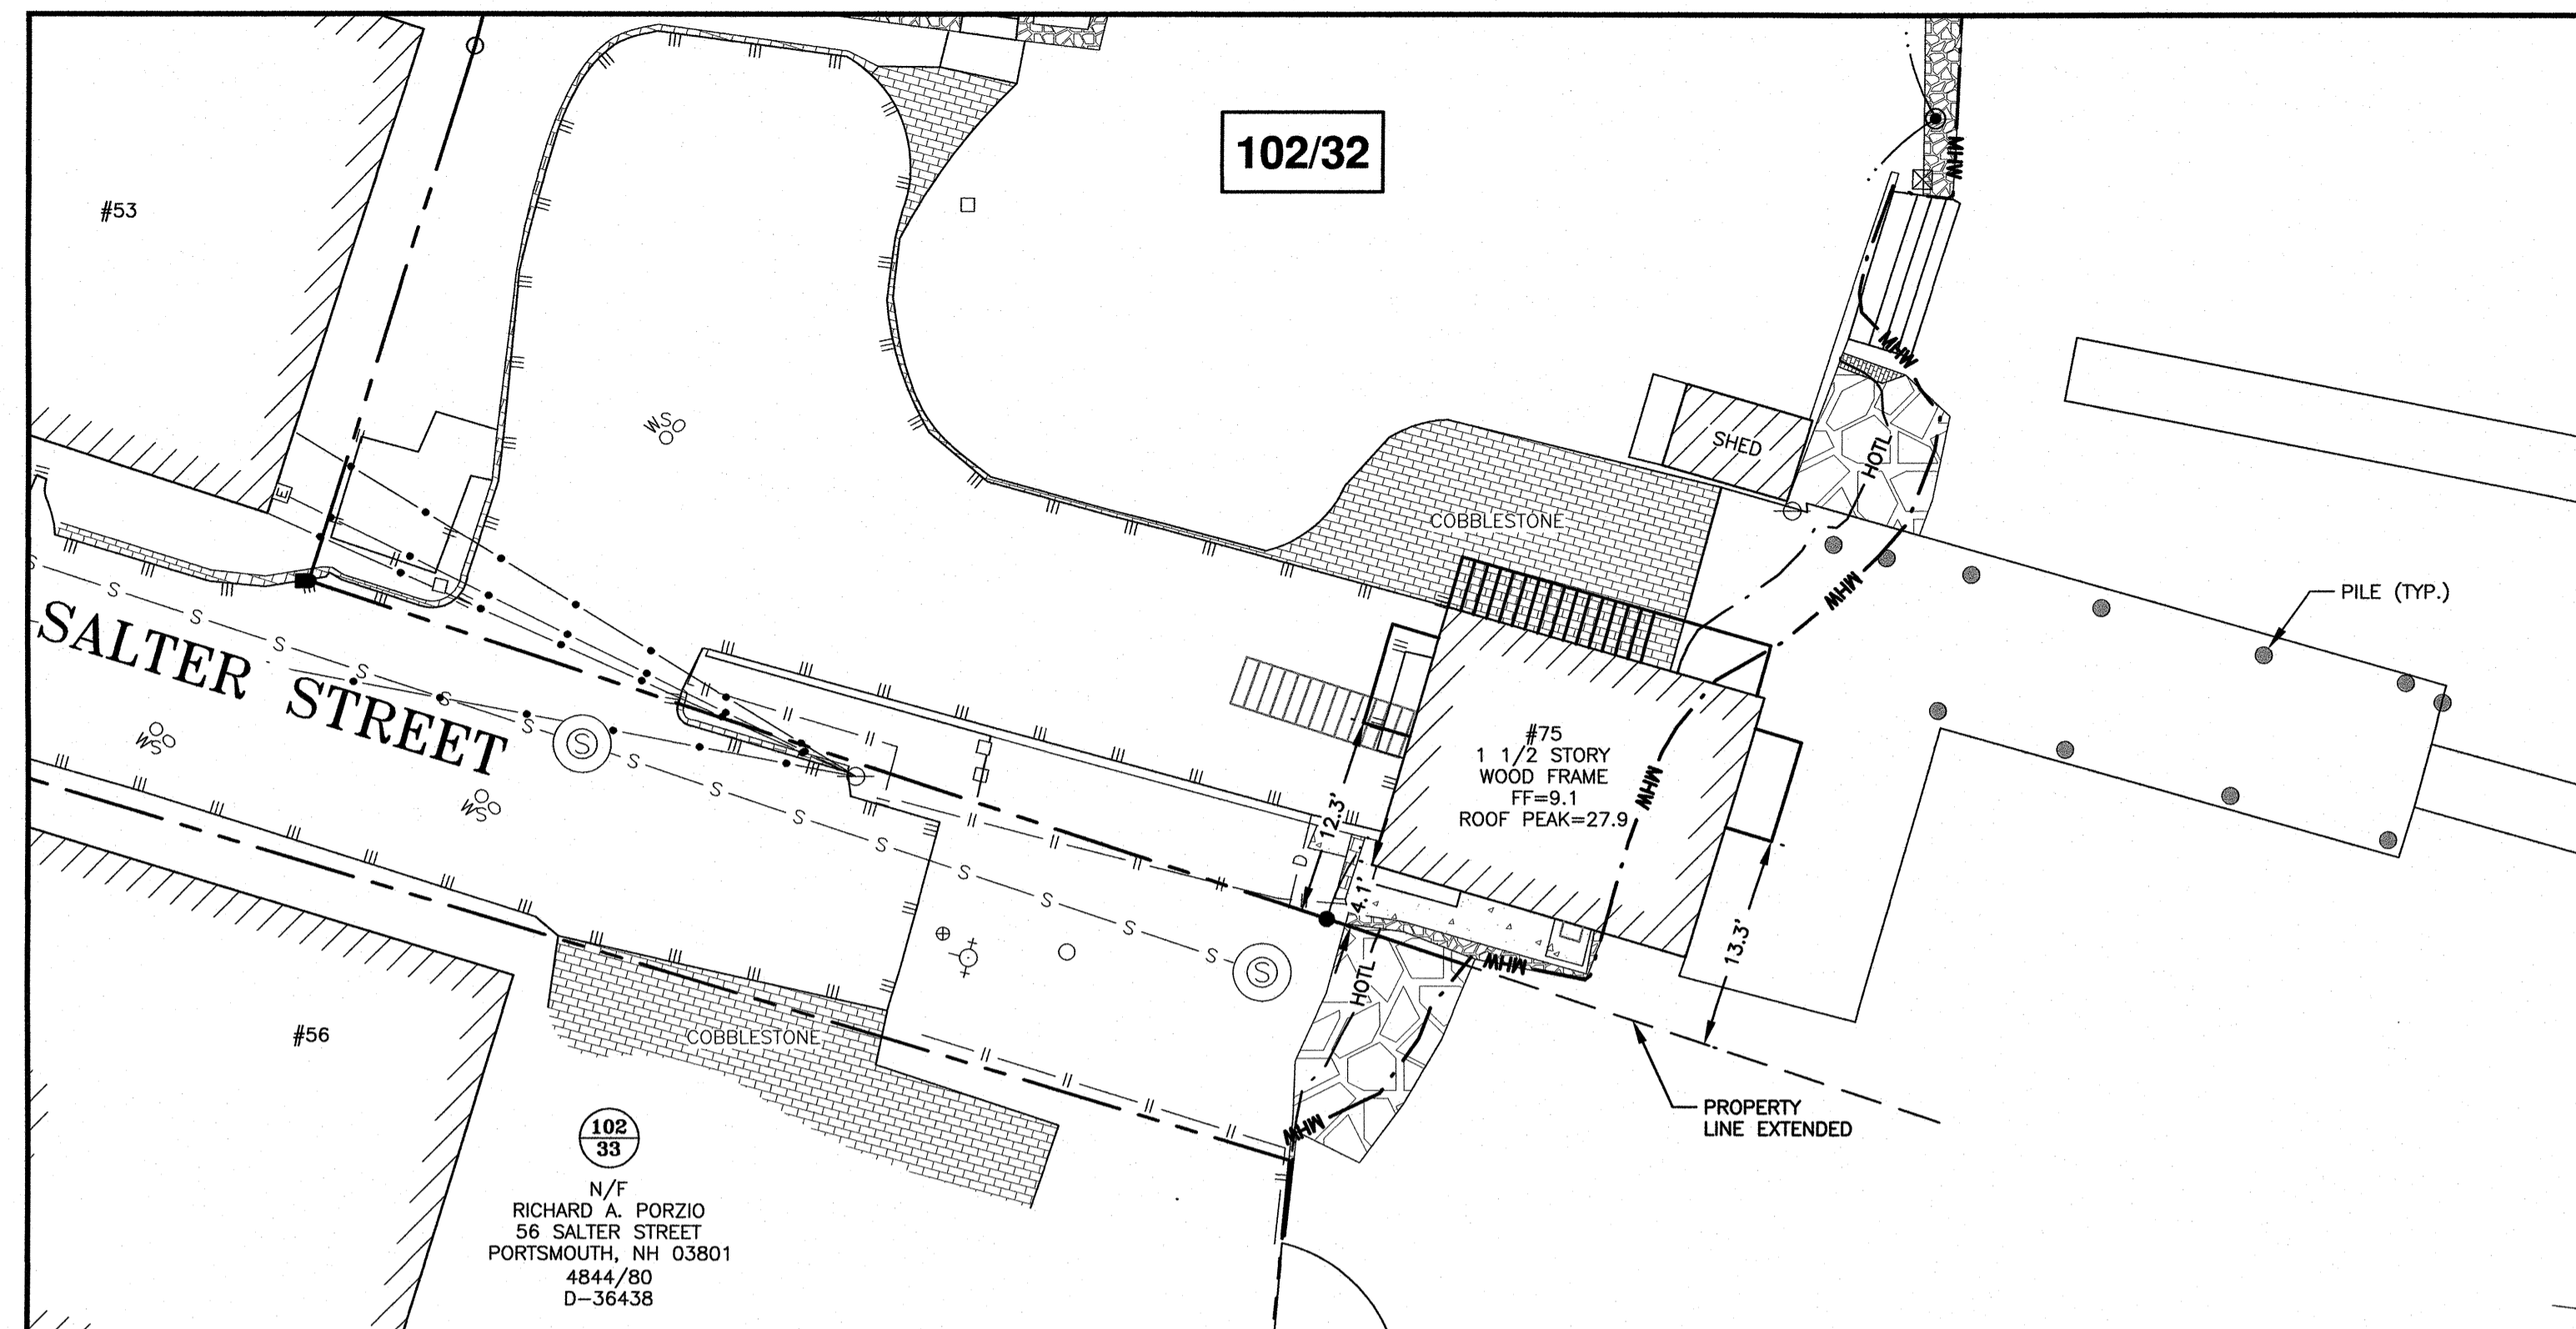 102/32
#53
MHW
WSO
MHW
SHED
HOTL
COBBLESTONE
E
MHW
PILE (TYP.)
SALTER STREET
S S S S S S S S S S S S S S
S
WSO
WSO
#75
1 1/2 STORY
WOOD FRAME
FF=9.1
ROOF PEAK=27.9
MHW
12.3'
D
4.1'
13.3'
S
HOTL
MHW
#56
COBBLESTONE
PROPERTY
LINE EXTENDED
MHW
102
33
N/F
RICHARD A. PORZIO
56 SALTER STREET
PORTSMOUTH, NH 03801
4844/80
D-36438